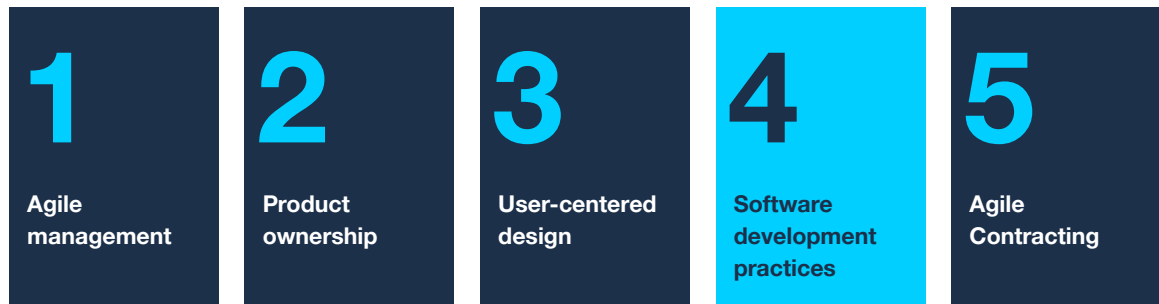 1
Agile
management
2
Product
ownership
3
User-centered
design
4
Software
development
practices
5
Agile
Contracting